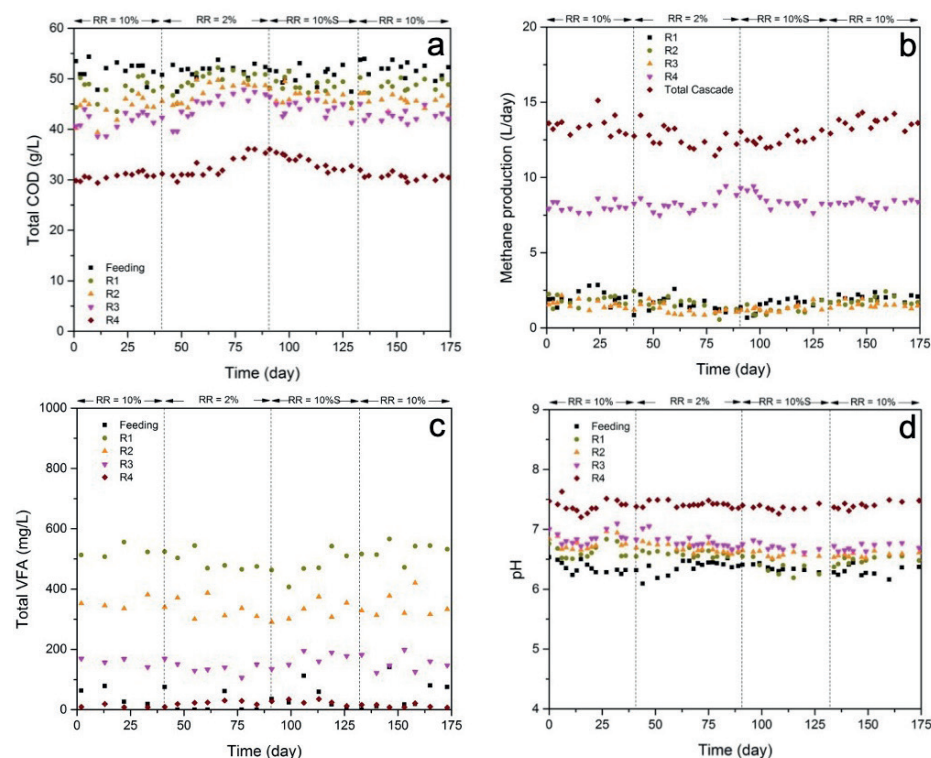 RR = 10% RR = 2% RR = 10%S RR = 10%
a
Total COD (g/L)
60
50
40
30
20
10
0
Feeding
R1
R2
R3
R4
0 25 50 75 100 125 150 175
Time (day)
RR = 10% RR = 2% RR = 10%S RR = 10%
b
Methane production (L/day)
20
15
10
5
0
R1
R2
R3
R4
Total Cascade
0 25 50 75 100 125 150 175
Time (day)
RR = 10% RR = 2% RR = 10%S RR = 10%
c
Total VFA (mg/L)
1000
800
600
400
200
0
Feeding
R1
R2
R3
R4
0 25 50 75 100 125 150 175
Time (day)
RR = 10% RR = 2% RR = 10%S RR = 10%
d
pH
9
8
7
6
5
4
Feeding
R1
R2
R3
R4
0 25 50 75 100 125 150 175
Time (day)